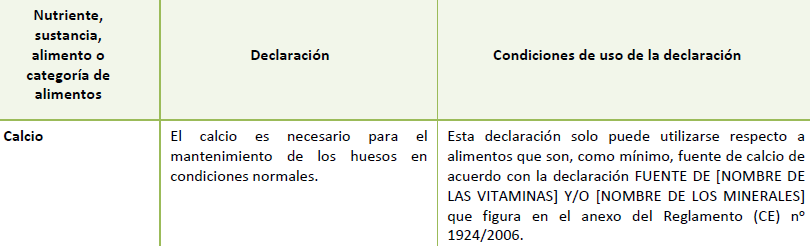 Nutriente,
sustancia,
alimento o
categoría de
alimentos
Declaración
Condiciones de uso de la declaración
Calcio
El calcio es necesario para el
mantenimiento de los huesos en
condiciones normales.
Esta declaración solo puede utilizarse respecto a
alimentos que son, como mínimo, fuente de calcio de
acuerdo con la declaración FUENTE DE [NOMBRE DE
LAS VITAMINAS] Y/O [NOMBRE DE LOS MINERALES]
que figura en el anexo del Reglamento (CE) nº
1924/2006.